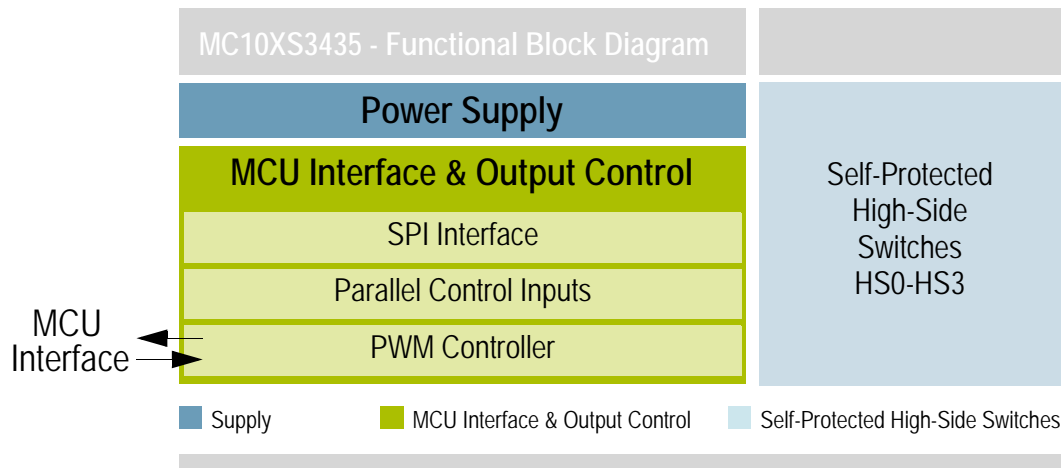 MC10XS3435 - Functional Block Diagram
Power Supply
MCU Interface & Output Control
SPI Interface
Parallel Control Inputs
PWM Controller
MCU
Interface
Self-Protected
High-Side
Switches
HS0-HS3
Supply
MCU Interface & Output Control
Self-Protected High-Side Switches